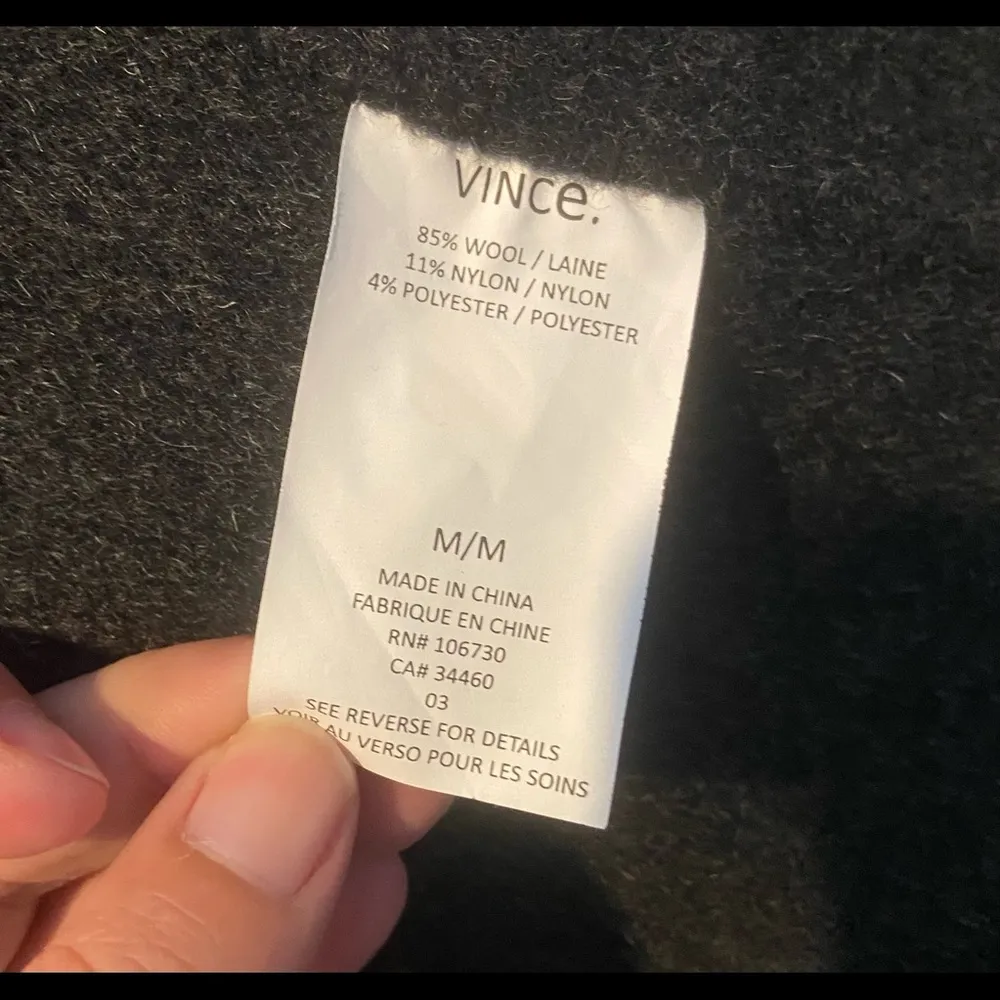 VINCe.
85% WOOL / LAINE
11% NYLON / NYLON
4% POLYESTER / POLYESTER
M/M
MADE IN CHINA
FABRIQUE EN CHINE
RN# 106730
CA# 34460
03
SEE REVERSE FOR DETAILS
VOIR AU VERSO POUR LES SOINS